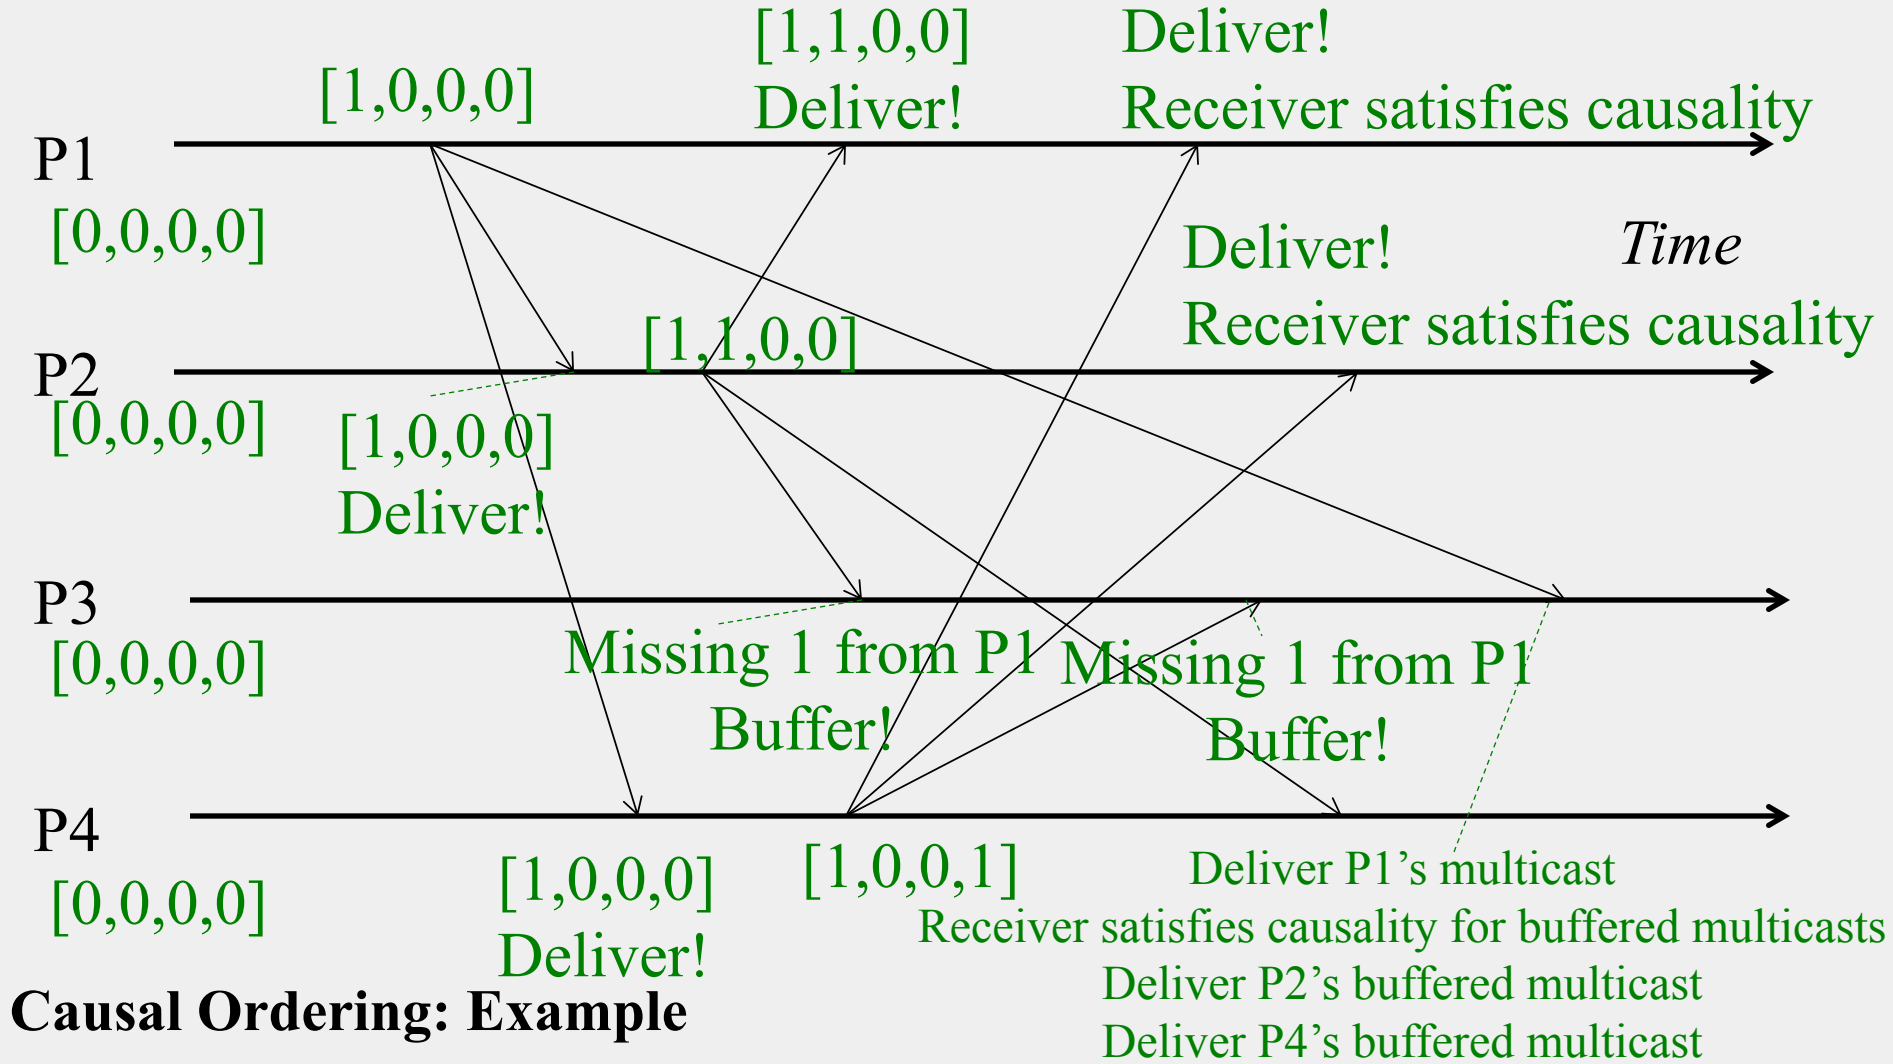 [1,1,0,0]
Deliver!
Deliver!
Receiver satisfies causality
[1,0,0,0]
P1
[0,0,0,0]
Time
Deliver!
Receiver satisfies causality
[1,1,0,0]
P2
[0,0,0,0]
[1,0,0,0]
Deliver!
P3
[0,0,0,0]
Missing 1 from P1
Buffer!
Missing 1 from P1
Buffer!
P4
[0,0,0,0]
[1,0,0,0]
Deliver!
[1,0,0,1]
Deliver P1’s multicast
Receiver satisfies causality for buffered multicasts
Deliver P2’s buffered multicast
Deliver P4’s buffered multicast
Causal Ordering: Example